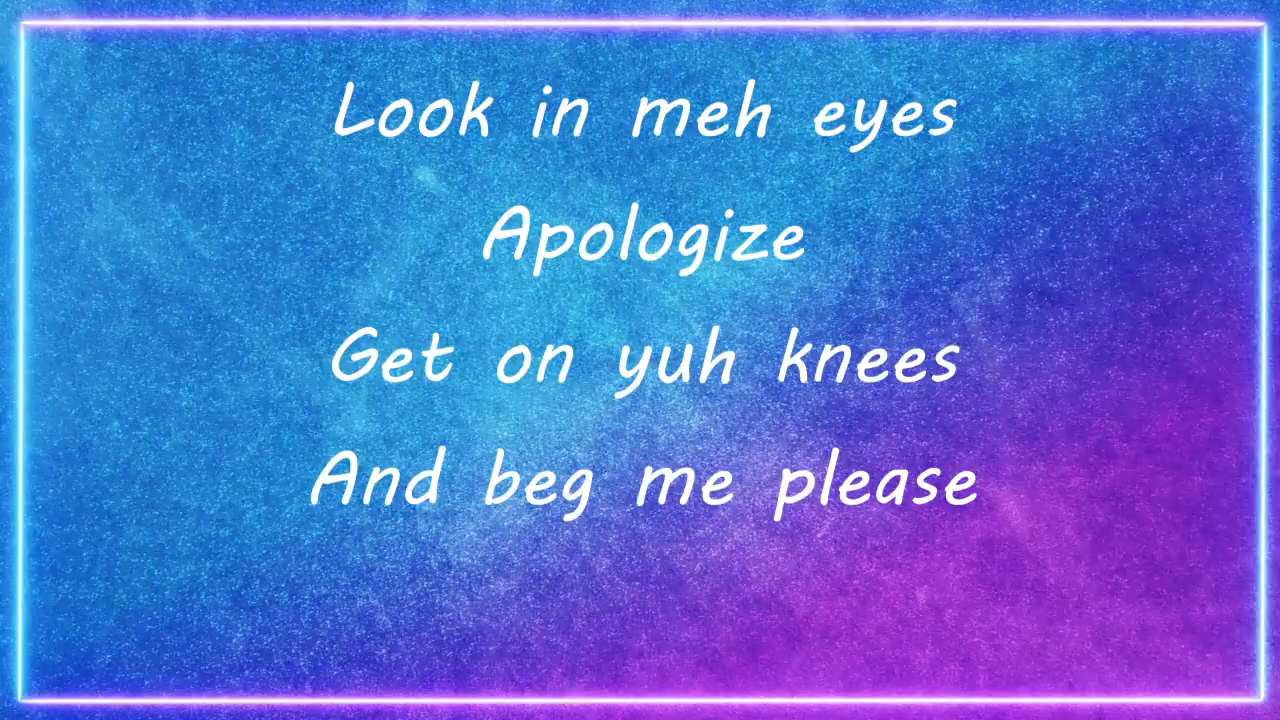 Look in meh eyes
Apologize
Get on yuh knees
And beg me please